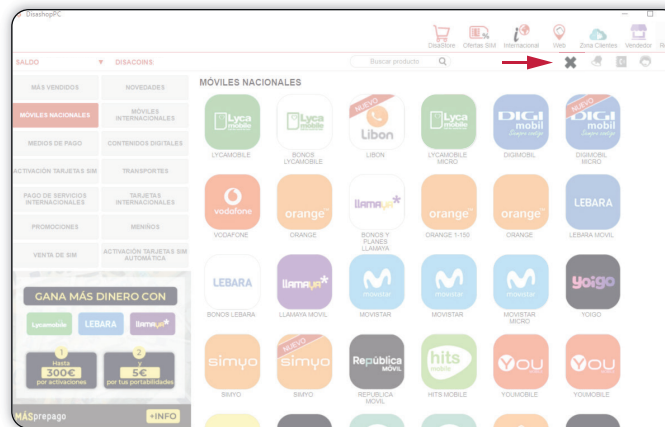 DisashopPC
DisaStore
Ofertas SIM
Internacional
Web
Zona Clientes
Vendedor
SALDO
DISACOINS
Buscar producto
MÁS VENDIDOS
NOVEDADES
MÓVILES NACIONALES
MÓVILES
INTERNACIONALES
MEDIOS DE PAGO
CONTENIDOS DIGITALES
ACTIVACIÓN TARJETAS SIM
TRANSPORTES
PAGO DE SERVICIOS
INTERNACIONALES
TARJETAS
INTERNACIONALES
PROMOCIONES
MENIÑOS
VENTA DE SIM
ACTIVACIÓN TARJETAS SIM
AUTOMÁTICA
GANA MÁS DINERO CON
Lycamobile
LEBARA
llamaya*
1
Hasta
300€
por activaciones
2
5€
por tus portabilidades
MÁSprepago
+INFO
MÓVILES NACIONALES
Lyca
mobile
LYCAMOBILE
Lyca
mobile
BONOS
LYCAMOBILE
NUEVO
Libon
LIBON
Lyca
mobile
LYCAMOBILE
MICRO
DIGI
mobil
DIGIMOBIL
NUEVO
DIGI
mobil
DIGIMOBIL
MICRO
vodafone
VODAFONE
orange
ORANGE
llamaya*
BONOS Y
PLANES
LLAMAYA
orange
ORANGE 1-150
orange
ORANGE
LEBARA
LEBARA MOVIL
LEBARA
BONOS LEBARA
llamaya*
LLAMAYA MOVIL
movistar
MOVISTAR
movistar
MOVISTAR
movistar
MOVISTAR
MICRO
yoigo
YOIGO
simyo
SIMYO
NUEVO
simyo
SIMYO
República
MÓVIL
REPUBLICA
MOVIL
hits
mobile
HITS MOBILE
YOU
MOBILE
YOUMOBILE
YOU
MOBILE
YOUMOBILE